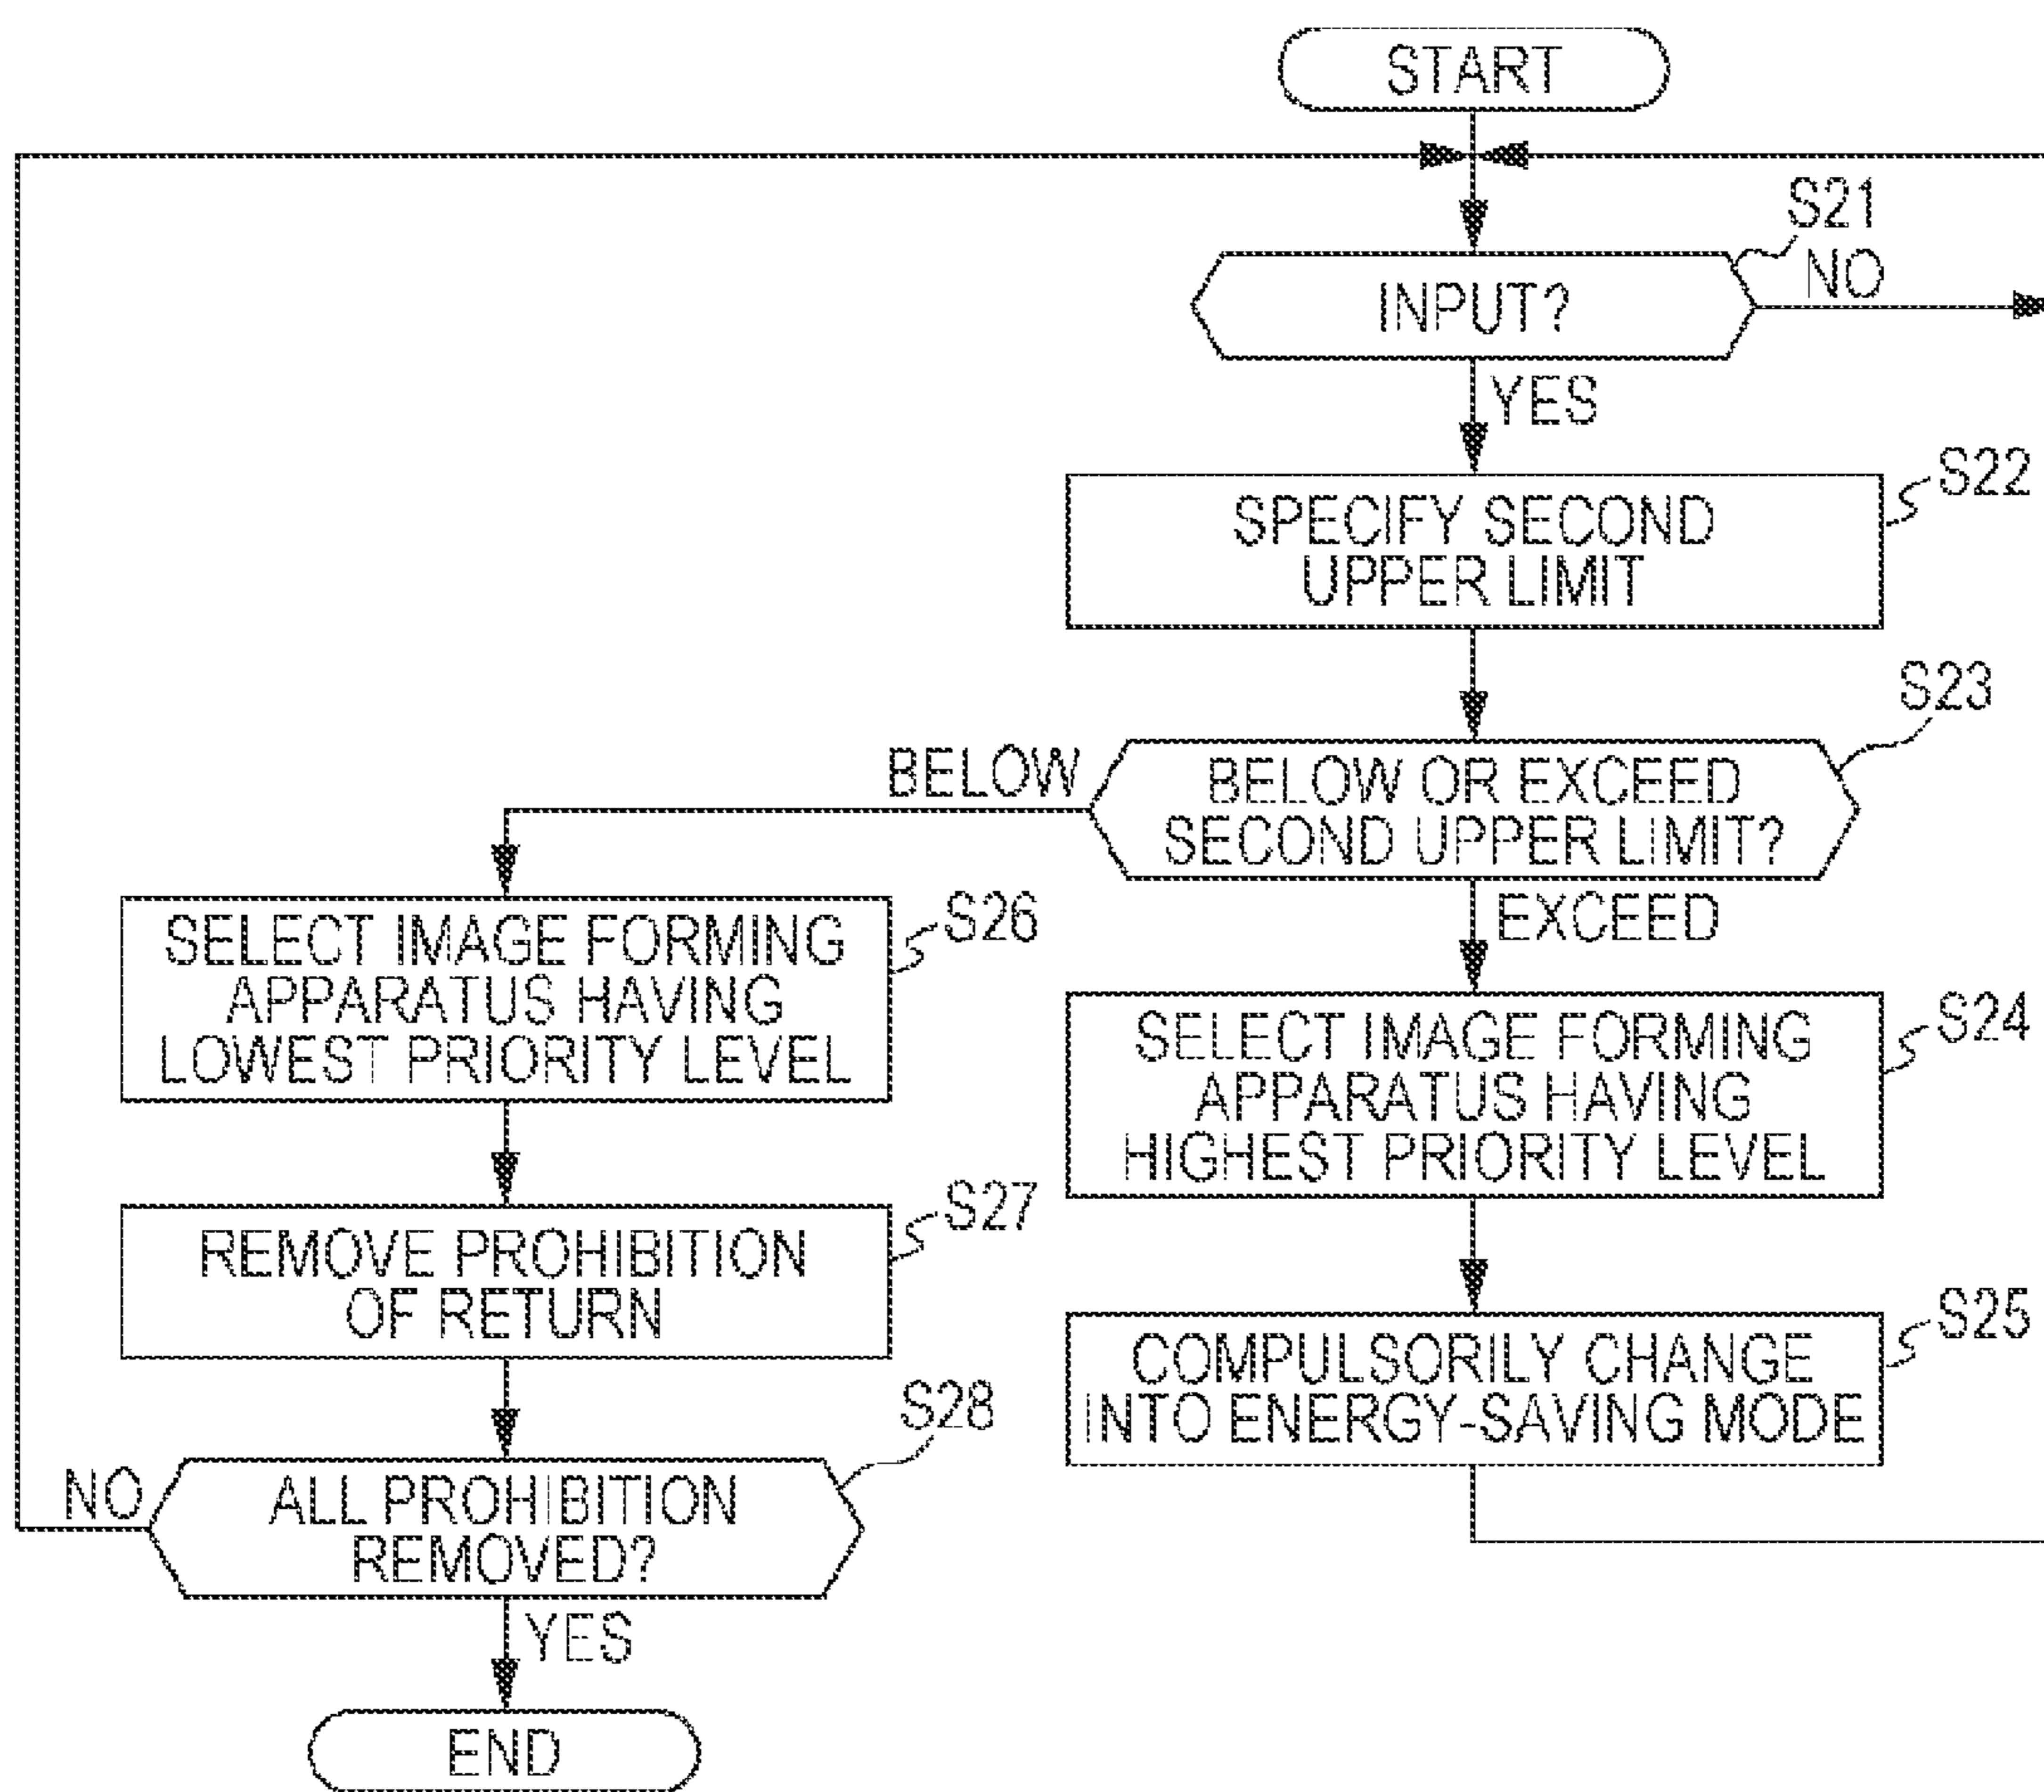 START
S21
INPUT?
NO
YES
S22
SPECIFY SECOND
UPPER LIMIT
S23
BELOW OR EXCEED
SECOND UPPER LIMIT?
BELOW
EXCEED
S26
SELECT IMAGE FORMING
APPARATUS HAVING
LOWEST PRIORITY LEVEL
S24
SELECT IMAGE FORMING
APPARATUS HAVING
HIGHEST PRIORITY LEVEL
S27
REMOVE PROHIBITION
OF RETURN
S25
COMPULSORILY CHANGE
INTO ENERGY-SAVING MODE
S28
ALL PROHIBITION
REMOVED?
NO
YES
END